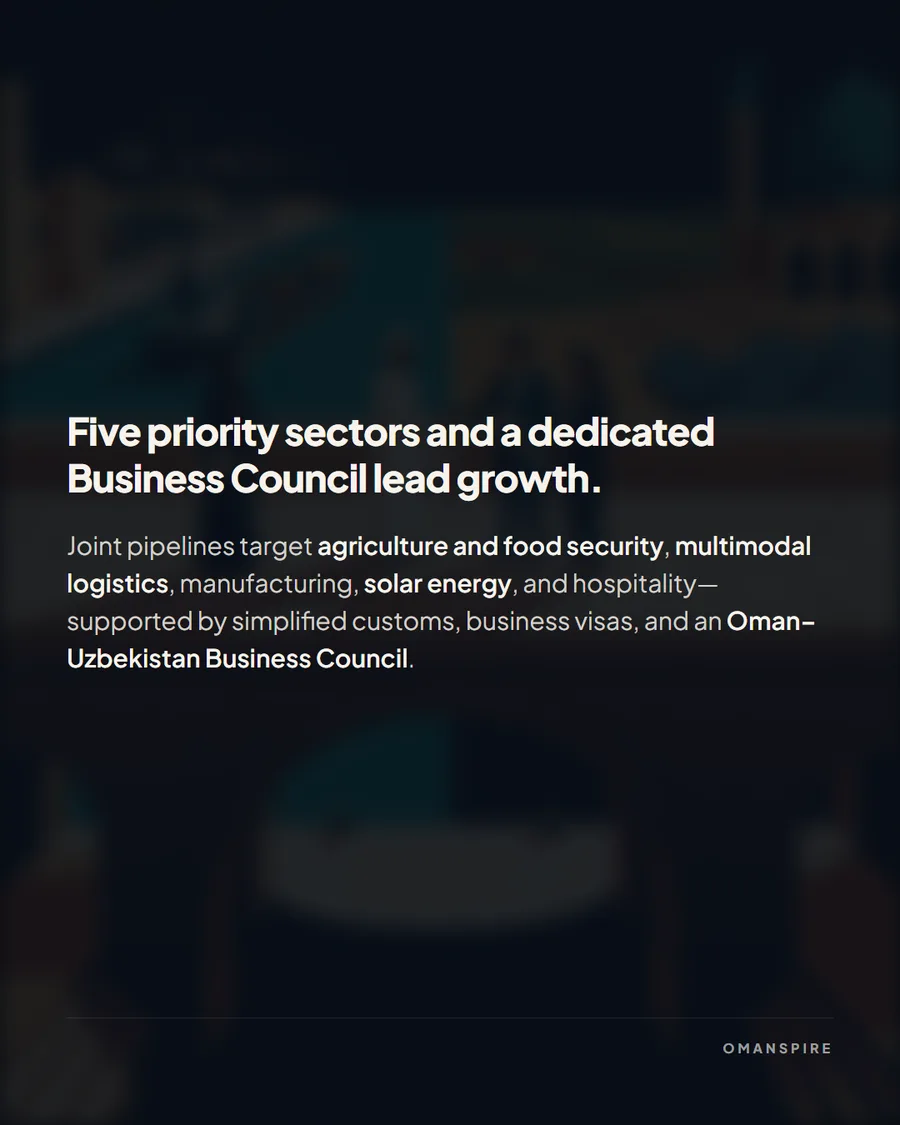 Five priority sectors and a dedicated
Business Council lead growth.
Joint pipelines target agriculture and food security, multimodal
logistics, manufacturing, solar energy, and hospitality—
supported by simplified customs, business visas, and an Oman–
Uzbekistan Business Council.
OMANSPIRE